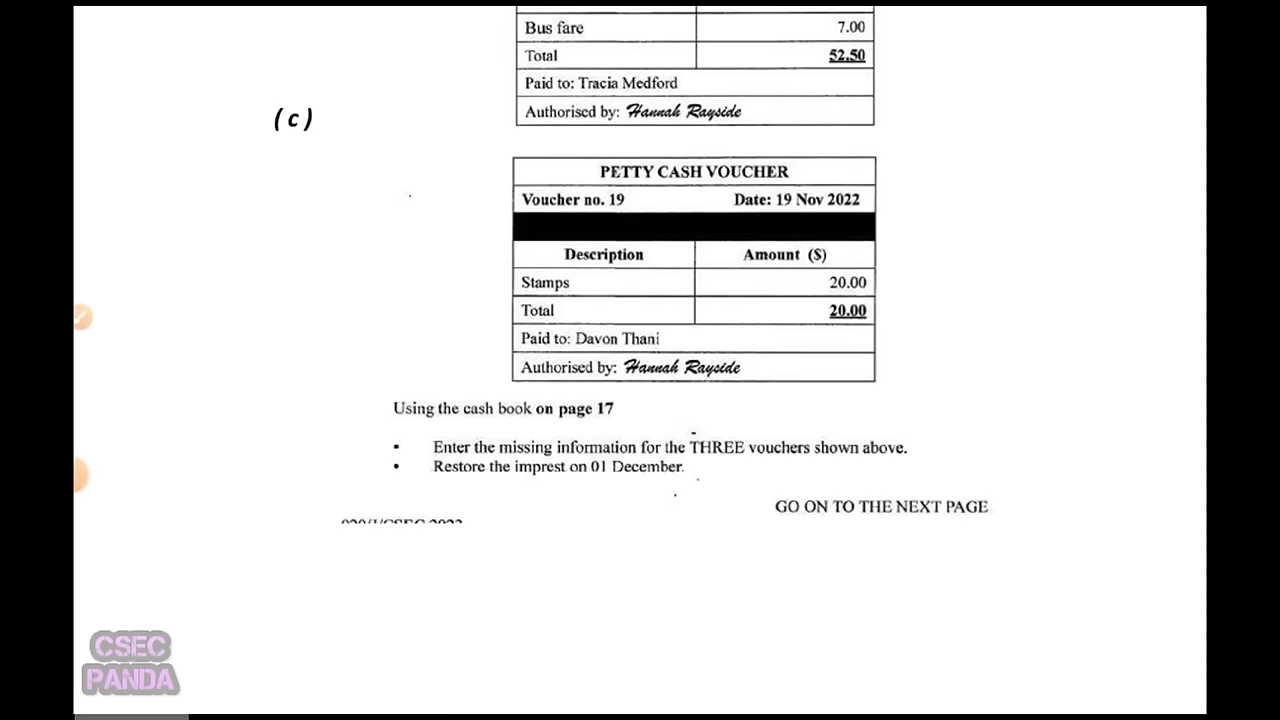 Bus fare 7.00
Total 52.50
Paid to: Tracia Medford
Authorised by: Hannah Rayside
(c)
PETTY CASH VOUCHER
Voucher no. 19 Date: 19 Nov 2022
Description Amount ($)
Stamps 20.00
Total 20.00
Paid to: Davon Thani
Authorised by: Hannah Rayside
Using the cash book on page 17
• Enter the missing information for the THREE vouchers shown above.
• Restore the imprest on 01 December.
GO ON TO THE NEXT PAGE
CSEC
PANDA